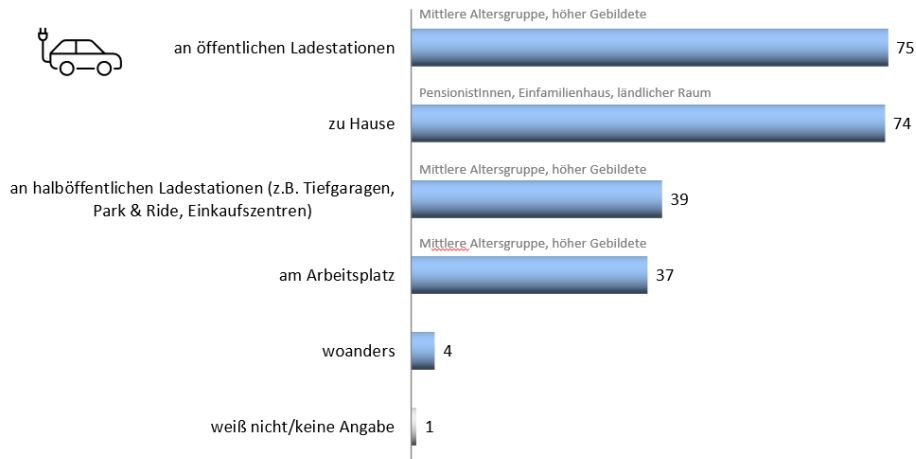 Mittlere Altersgruppe, höher Gebildete
an öffentlichen Ladestationen
75
PensionistInnen, Einfamilienhaus, ländlicher Raum
zu Hause
74
Mittlere Altersgruppe, höher Gebildete
an halböffentlichen Ladestationen (z.B. Tiefgaragen,
Park & Ride, Einkaufszentren)
39
Mittlere Altersgruppe, höher Gebildete
am Arbeitsplatz
37
woanders
4
weiß nicht/keine Angabe
1